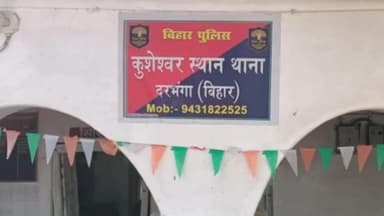 बिहार पुलिस
कुशेश्वर स्थान थाना
दरभंगा (बिहार)
Mob:- 9431822525